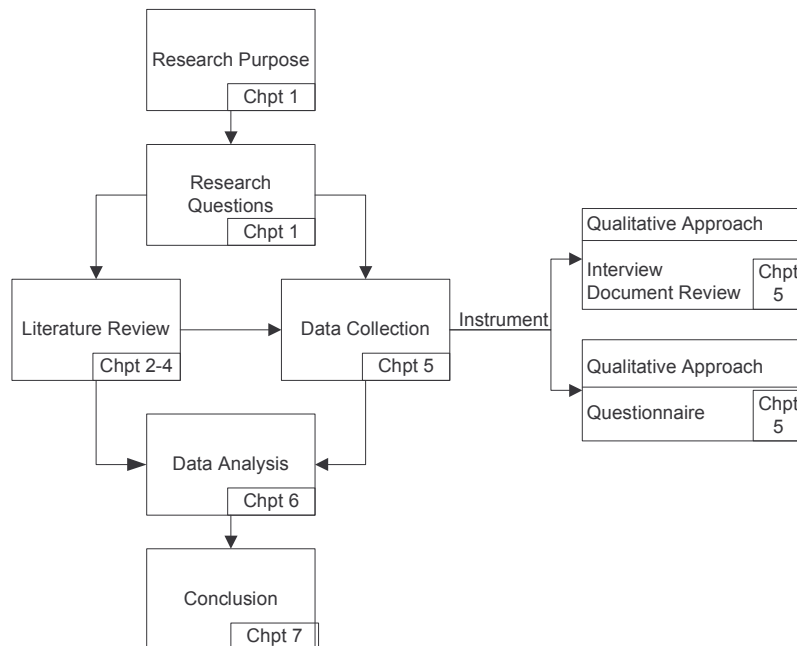 Research Purpose
Chpt 1
Research
Questions
Chpt 1
Literature Review
Chpt 2-4
Data Collection
Chpt 5
Instrument
Qualitative Approach
Interview
Document Review
Chpt
5
Qualitative Approach
Questionnaire
Chpt
5
Data Analysis
Chpt 6
Conclusion
Chpt 7